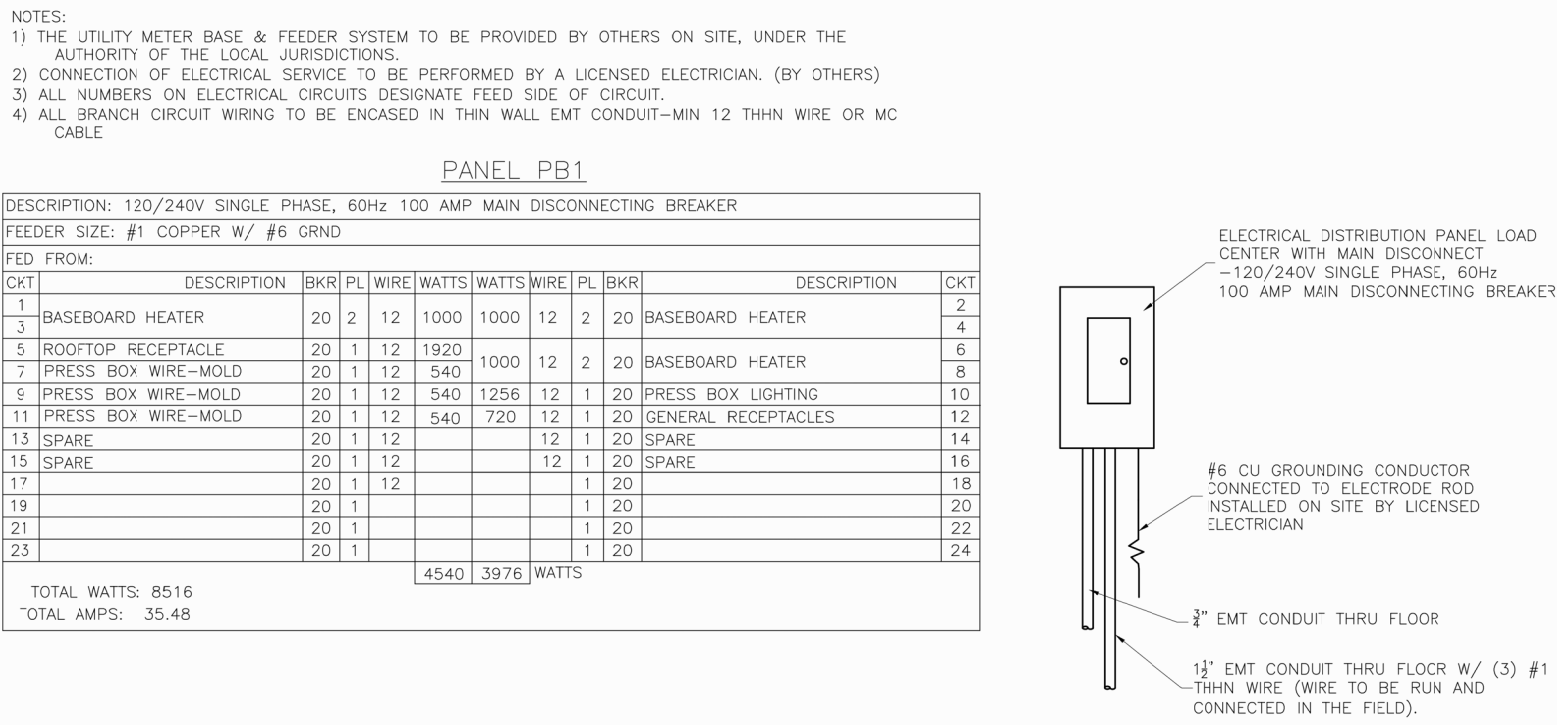 NOTES:
1) THE UTILITY METER BASE & FEEDER SYSTEM TO BE PROVIDED BY OTHERS ON SITE, UNDER THE
AUTHORITY OF THE LOCAL JURISDICTIONS.
2) CONNECTION OF ELECTRICAL SERVICE TO BE PERFORMED BY A LICENSED ELECTRICIAN. (BY OTHERS)
3) ALL NUMBERS ON ELECTRICAL CIRCUITS DESIGNATE FEED SIDE OF CIRCUIT.
4) ALL BRANCH CIRCUIT WIRING TO BE ENCASED IN THIN WALL EMT CONDUIT–MIN 12 THHN WIRE OR MC
CABLE
PANEL PB1
DESCRIPTION: 120/240V SINGLE PHASE, 60Hz 100 AMP MAIN DISCONNECTING BREAKER
FEEDER SIZE: #1 COPPER W/ #6 GRND
FED FROM:
CKT DESCRIPTION BKR PL WIRE WATTS WATTS WIRE PL BKR DESCRIPTION CKT
1 2
BASEBOARD HEATER 20 2 12 1000 1000 12 2 20 BASEBOARD HEATER
3 4
5 ROOFTOP RECEPTACLE 20 1 12 1920 6
1000 12 2 20 BASEBOARD HEATER
7 PRESS BOX WIRE–MOLD 20 1 12 540 8
9 PRESS BOX WIRE–MOLD 20 1 12 540 1256 12 1 20 PRESS BOX LIGHTING 10
11 PRESS BOX WIRE–MOLD 20 1 12 540 720 12 1 20 GENERAL RECEPTACLES 12
13 SPARE 20 1 12 12 1 20 SPARE 14
15 SPARE 20 1 12 12 1 20 SPARE 16
17 20 1 12 1 20 18
19 20 1 1 20 20
21 20 1 1 20 22
23 20 1 1 20 24
4540 3976 WATTS
TOTAL WATTS: 8516
TOTAL AMPS: 35.48
ELECTRICAL DISTRIBUTION PANEL LOAD
CENTER WITH MAIN DISCONNECT
–120/240V SINGLE PHASE, 60Hz
100 AMP MAIN DISCONNECTING BREAKER
#6 CU GROUNDING CONDUCTOR
CONNECTED TO ELECTRODE ROD
INSTALLED ON SITE BY LICENSED
ELECTRICIAN
3/4" EMT CONDUIT THRU FLOOR
1 1/2" EMT CONDUIT THRU FLOOR W/ (3) #1
THHN WIRE (WIRE TO BE RUN AND
CONNECTED IN THE FIELD).